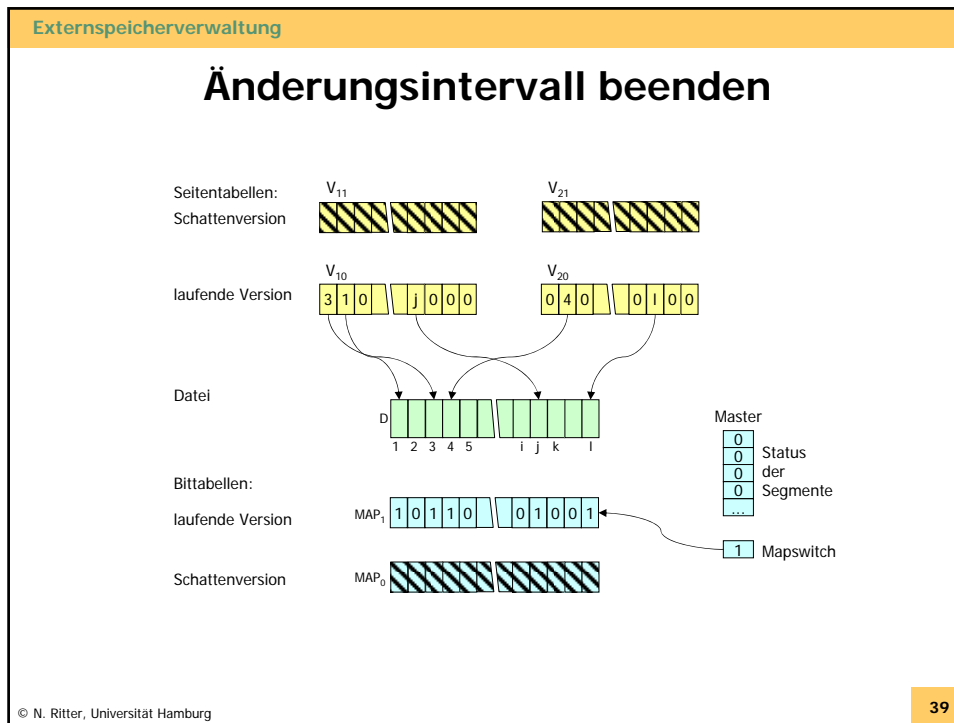 Externspeicherverwaltung
Änderungsintervall beenden
Seitentabellen:
Schattenversion
V11
V21
laufende Version
V10
3 1 0 j 0 0 0
V20
0 4 0 0 l 0 0
Datei
D
1 2 3 4 5 i j k l
Master
0
0
0
0
...
Status
der
Segmente
Bittabellen:
laufende Version
MAP1
1 0 1 1 0 0 1 0 0 1
1 Mapswitch
Schattenversion
MAP0
© N. Ritter, Universität Hamburg
39